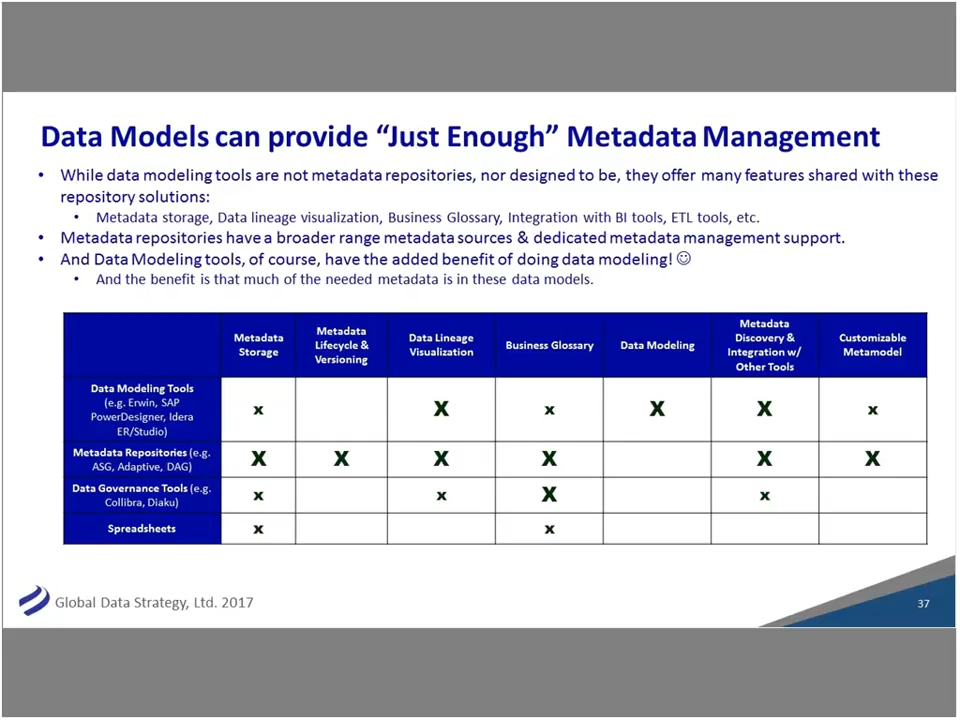 Data Models can provide “Just Enough” Metadata Management
• While data modeling tools are not metadata repositories, nor designed to be, they offer many features shared with these
repository solutions:
• Metadata storage, Data lineage visualization, Business Glossary, Integration with BI tools, ETL tools, etc.
• Metadata repositories have a broader range metadata sources & dedicated metadata management support.
• And Data Modeling tools, of course, have the added benefit of doing data modeling! ☺
• And the benefit is that much of the needed metadata is in these data models.
Metadata
Storage
Metadata
Lifecycle &
Versioning
Data Lineage
Visualization
Business Glossary
Data Modeling
Metadata
Discovery &
Integration w/
Other Tools
Customizable
Metamodel
Data Modeling Tools
(e.g. Erwin, SAP
PowerDesigner, Idera
ER/Studio)
x X x X X x
Metadata Repositories (e.g.
ASG, Adaptive, DAG)
X X X X X X
Data Governance Tools (e.g.
Collibra, Diaku)
x x X x
Spreadsheets
x x
Global Data Strategy, Ltd. 2017
37